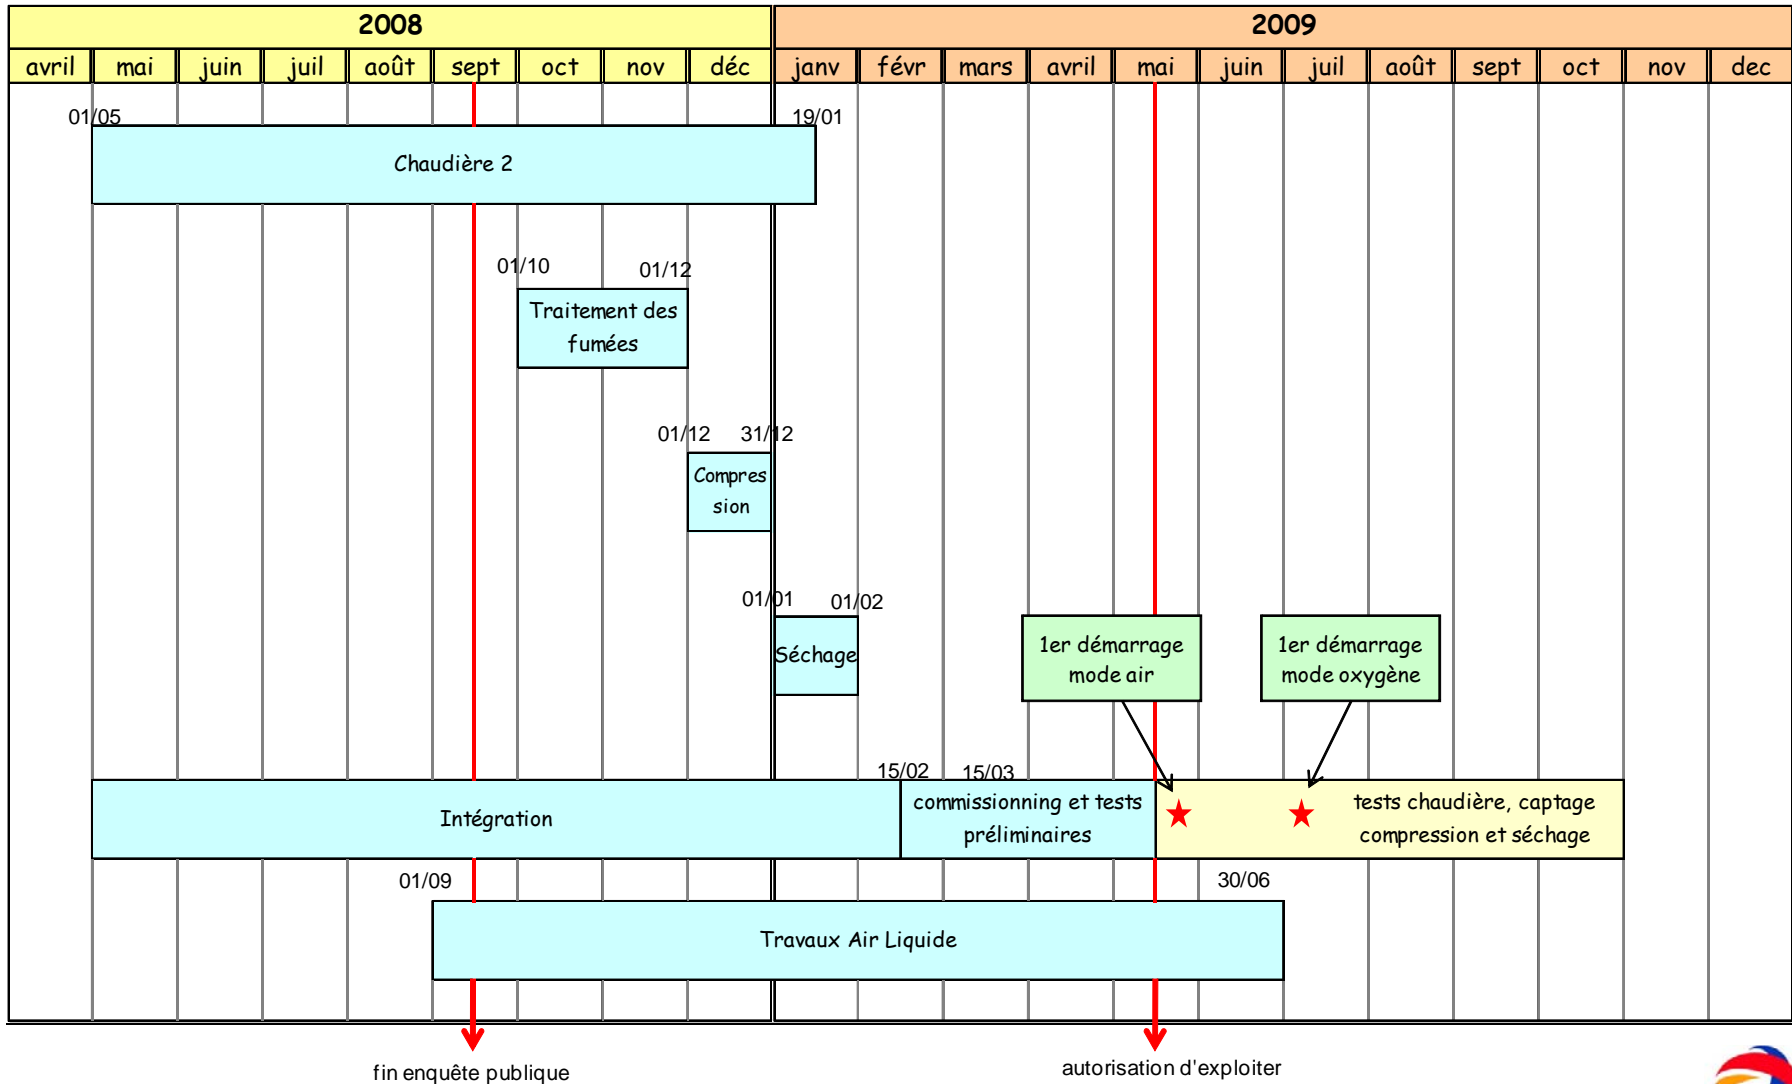 2008
2009
avril mai juin juil août sept oct nov déc janv févr mars avril mai juin juil août sept oct nov dec
01/05
19/01
Chaudière 2
01/10
01/12
Traitement des
fumées
01/12
31/12
Compres
sion
01/01
01/02
Séchage
1er démarrage
mode air
1er démarrage
mode oxygène
15/02
15/03
Intégration
commissionning et tests
préliminaires
tests chaudière, captage
compression et séchage
01/09
30/06
Travaux Air Liquide
fin enquête publique
autorisation d'exploiter